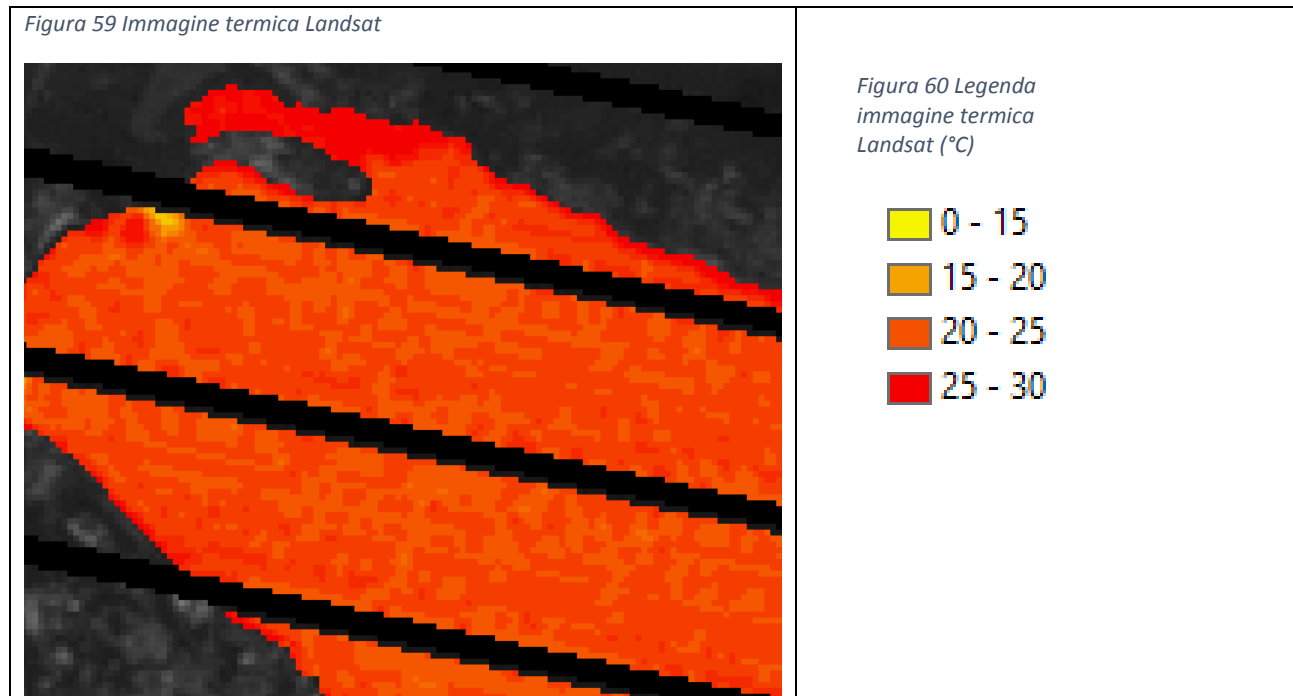 Figura 59 Immagine termica Landsat
Figura 60 Legenda
immagine termica
Landsat (°C)
0 - 15
15 - 20
20 - 25
25 - 30